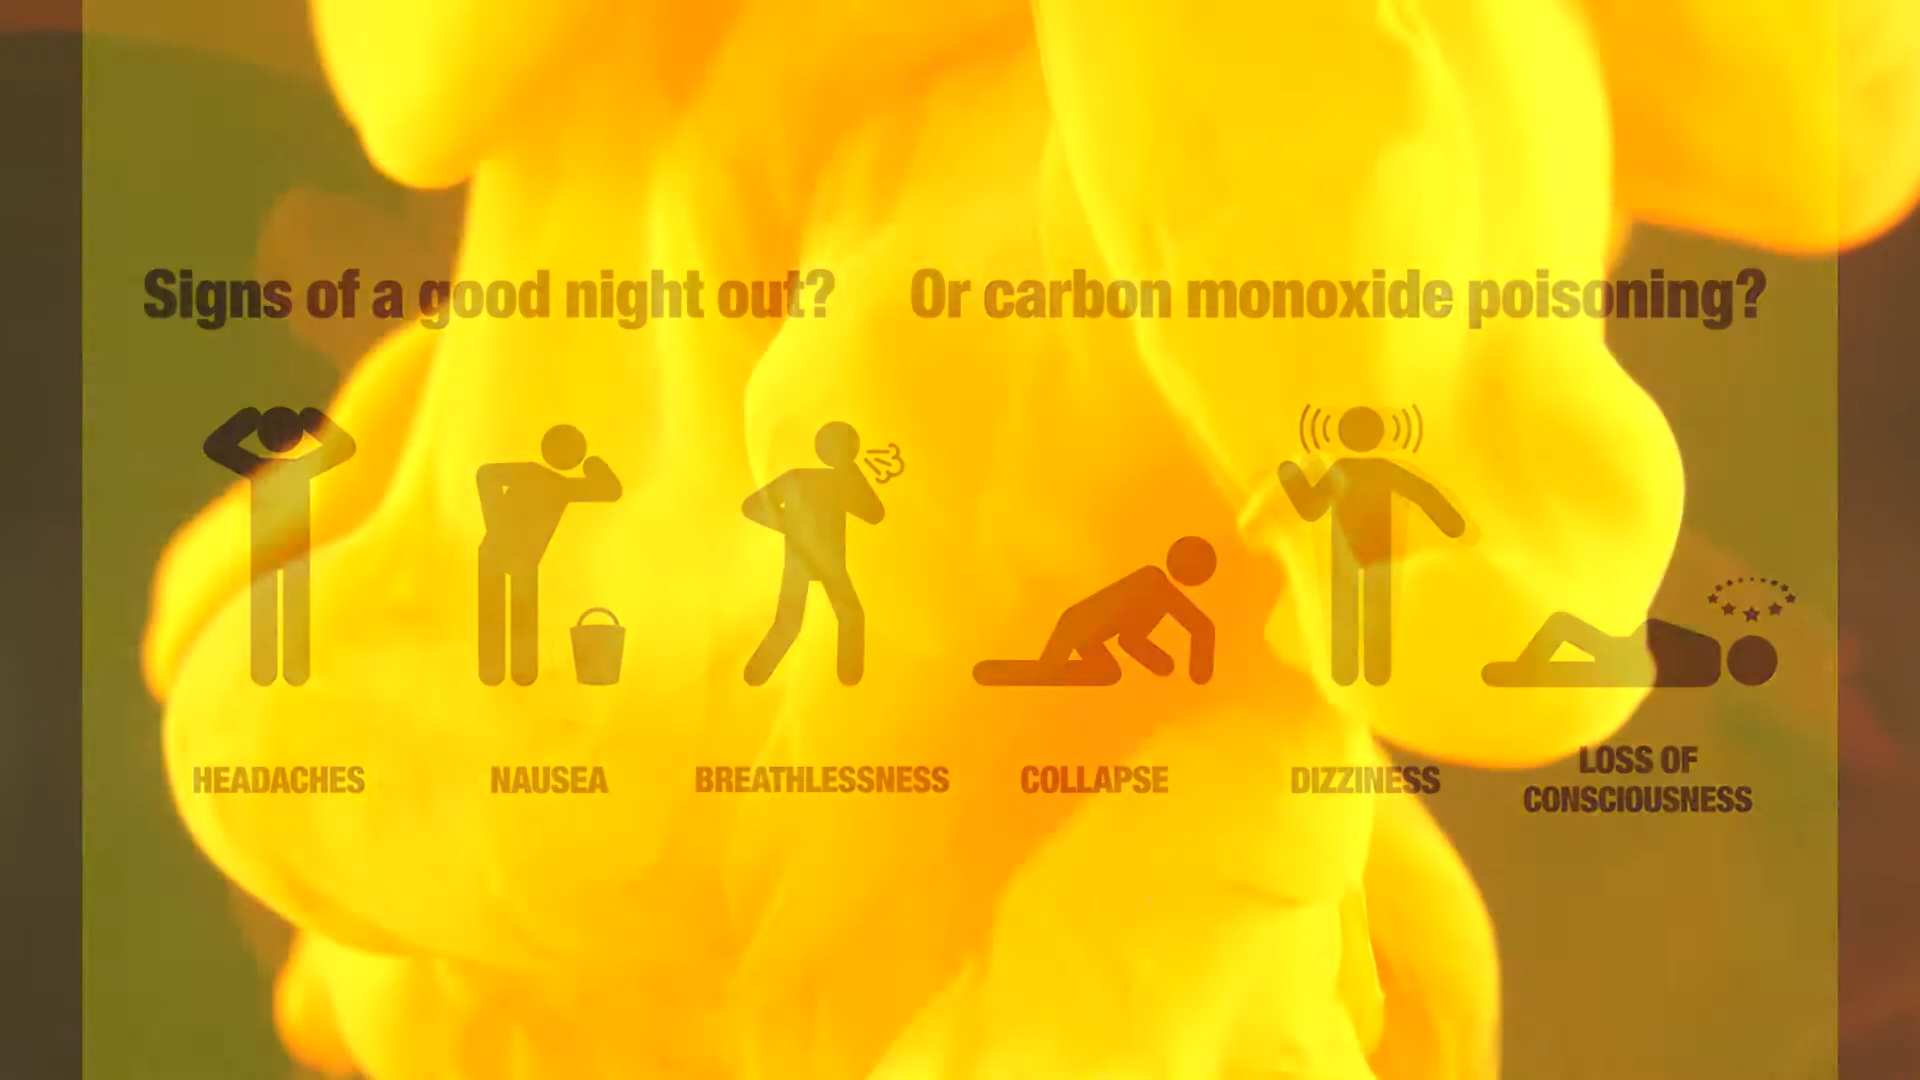 Signs of a good night out? Or carbon monoxide poisoning?
HEADACHES
NAUSEA
BREATHLESSNESS
COLLAPSE
DIZZINESS
LOSS OF
CONSCIOUSNESS